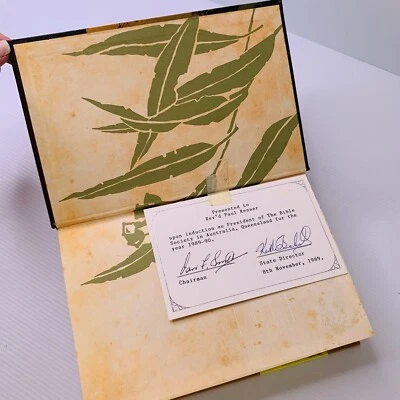 Presented to
Rev'd Paul Bonner
upon induction as President of The Bible
Society in Australia, Queensland for the
year 1989-90.
Chairman
State Director
8th November, 1989.